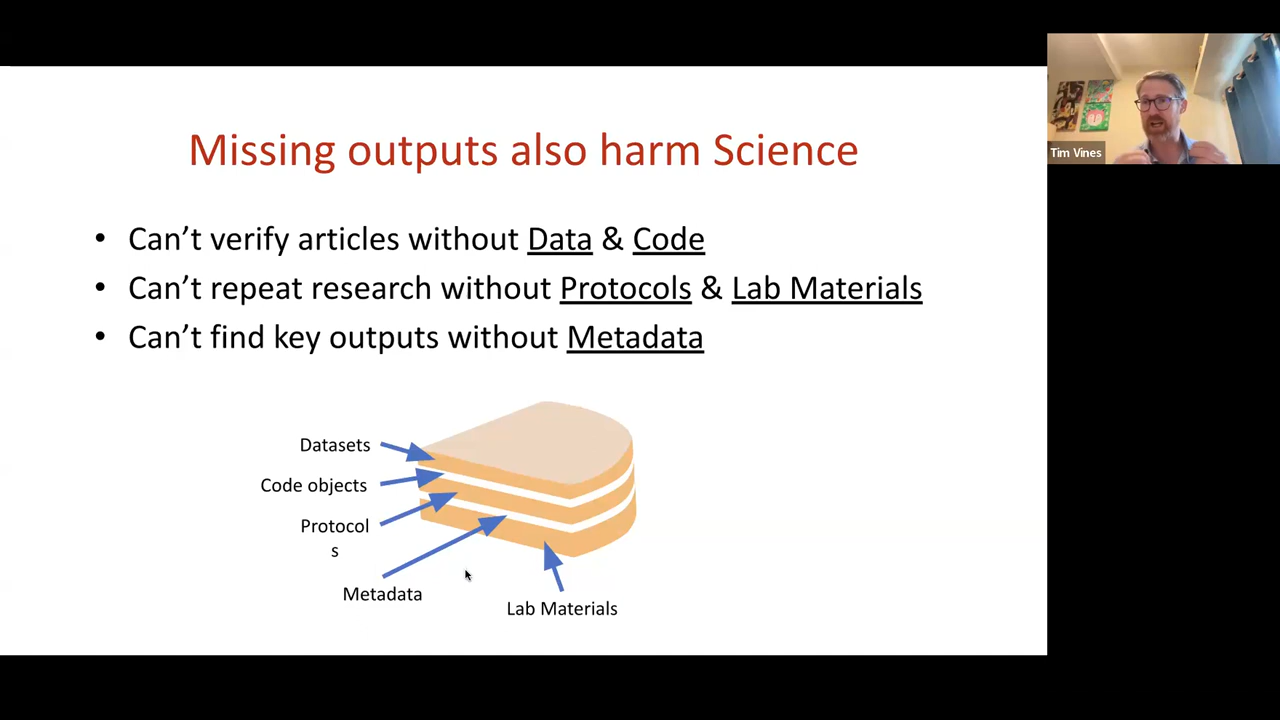 Missing outputs also harm Science
• Can't verify articles without Data & Code
• Can't repeat research without Protocols & Lab Materials
• Can't find key outputs without Metadata
Datasets
Code objects
Protocol
s
Metadata
Lab Materials
Tim Vines